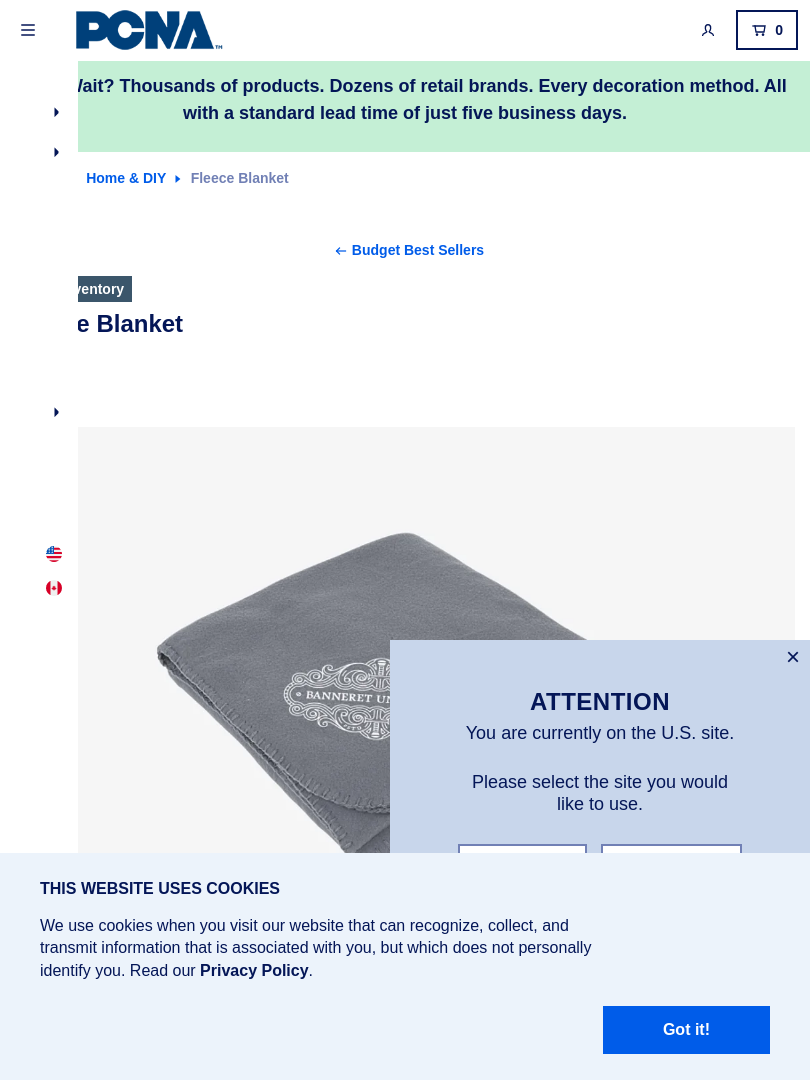 PCNA
0
Wait? Thousands of products. Dozens of retail brands. Every decoration method. All
with a standard lead time of just five business days.
Home & DIY
Fleece Blanket
Budget Best Sellers
Blanket
BANNERET
ATTENTION
You are currently on the U.S. site.
Please select the site you would
like to use.
THIS WEBSITE USES COOKIES
We use cookies when you visit our website that can recognize, collect, and
transmit information that is associated with you, but which does not personally
identify you. Read our Privacy Policy.
Got it!